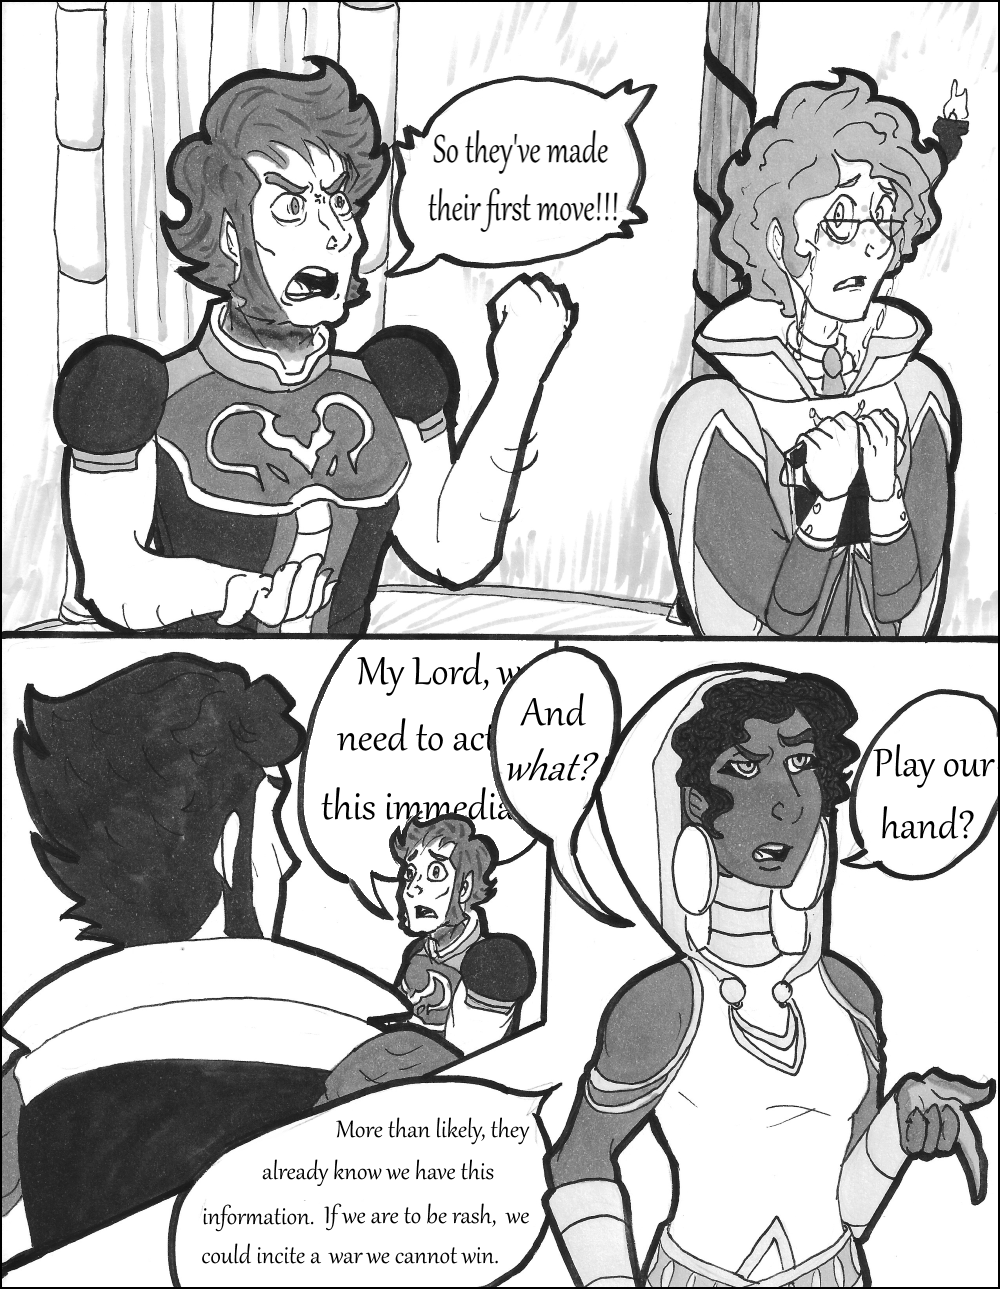 So they've made
their first move!!!
My Lord, w
need to act
this immedia
And
what?
Play our
hand?
More than likely, they
already know we have this
information. If we are to be rash, we
could incite a war we cannot win.